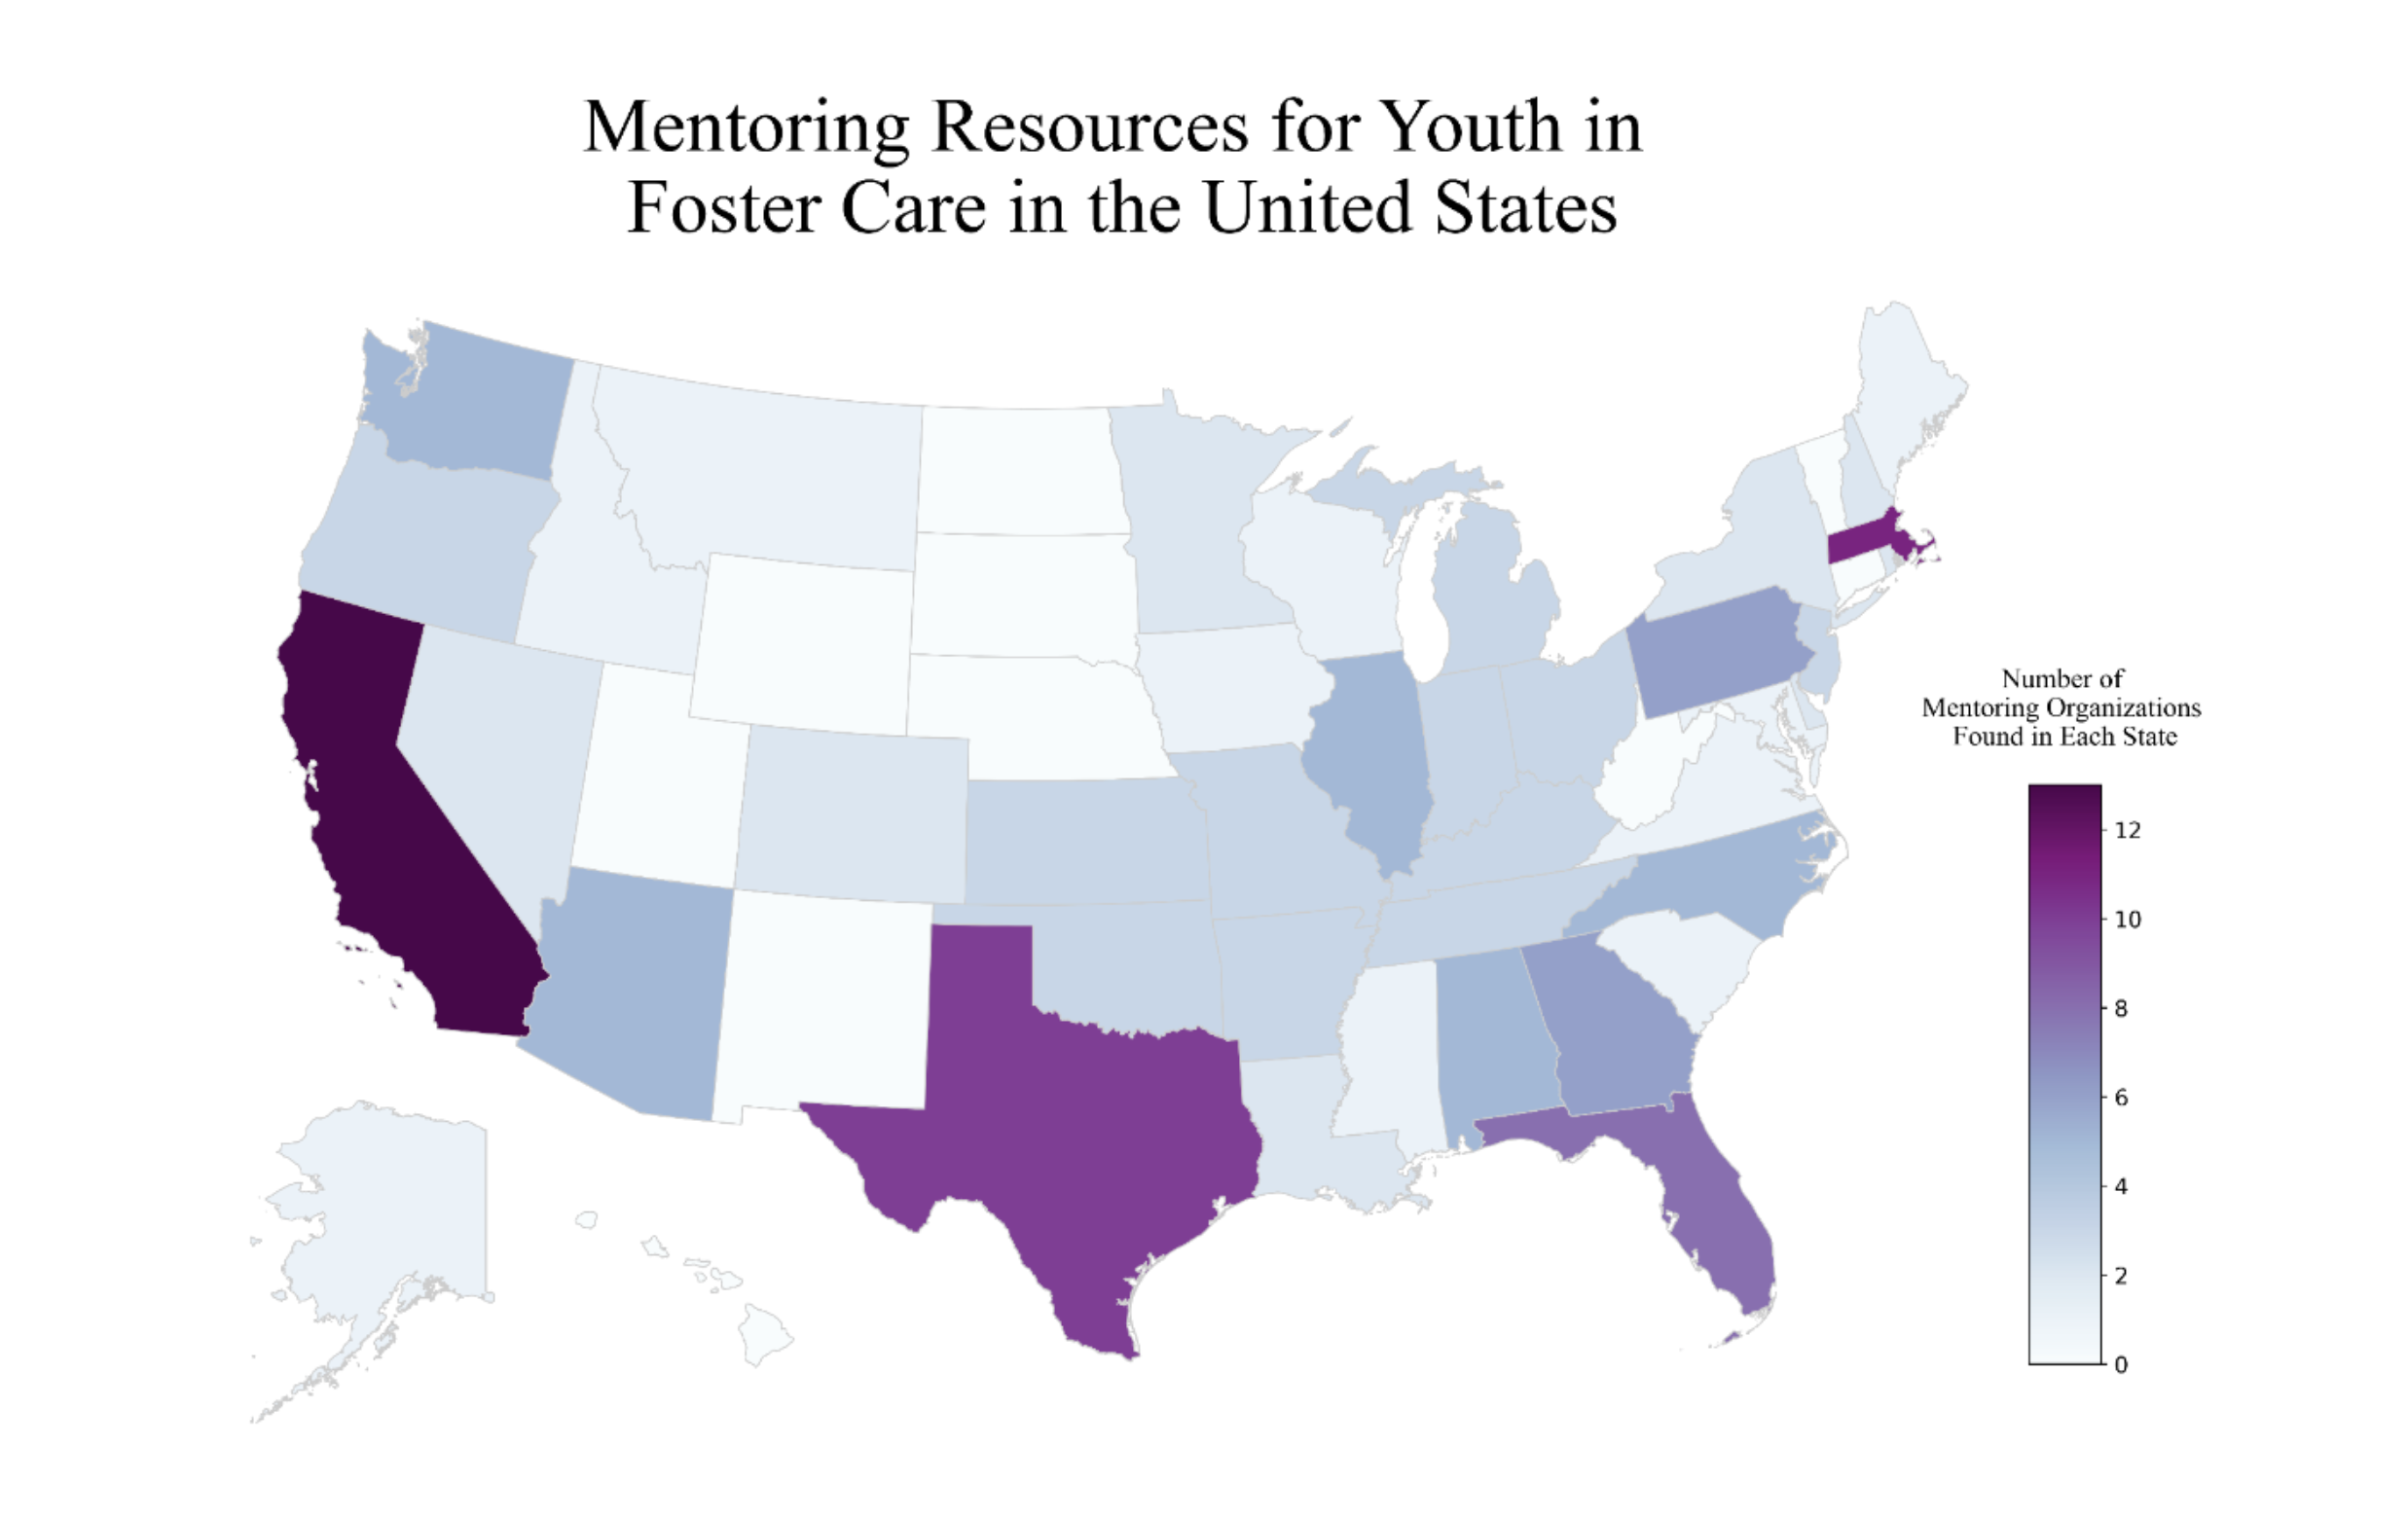 Mentoring Resources for Youth in
Foster Care in the United States
Number of
Mentoring Organizations
Found in Each State
12
10
8
6
4
2
0